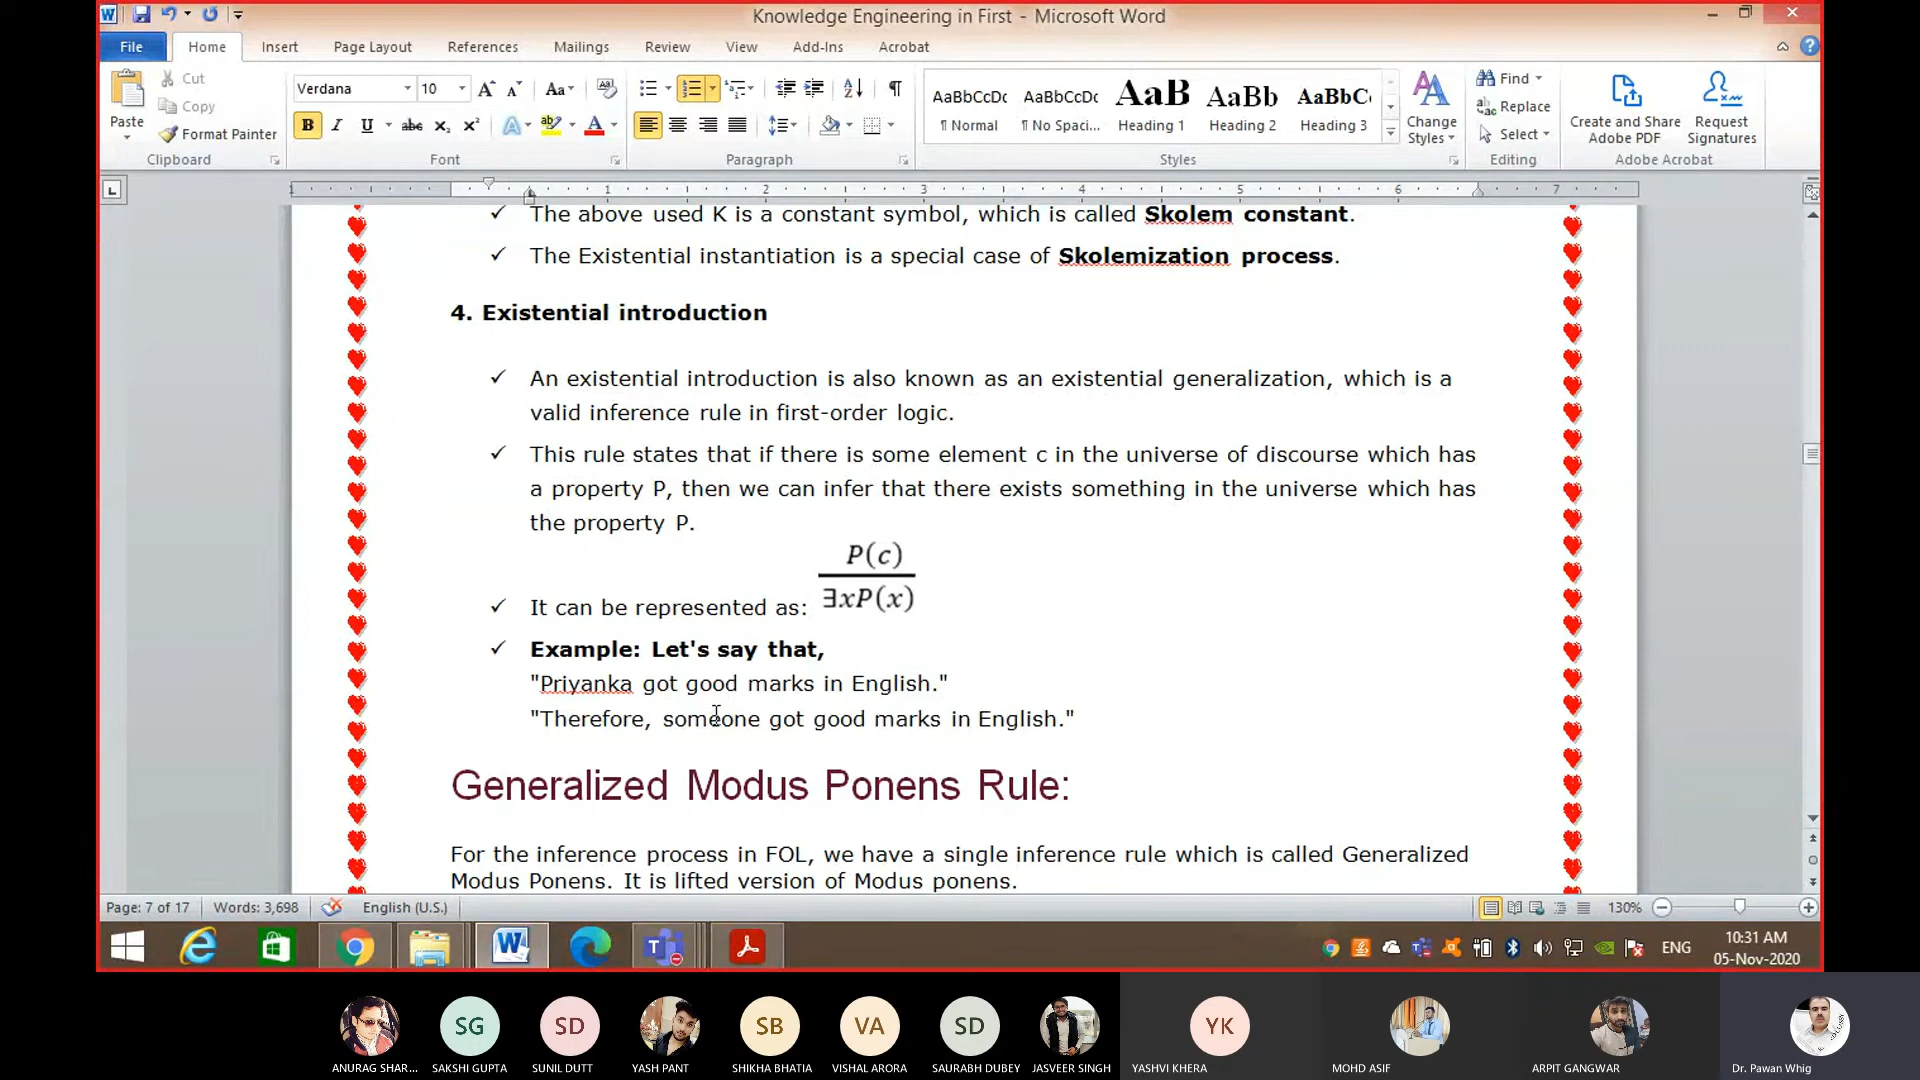 Knowledge Engineering in First - Microsoft Word
File Home Insert Page Layout References Mailings Review View Add-Ins Acrobat
Cut
Copy
Paste
Format Painter
Clipboard
Verdana 10
Font
Paragraph
AaBbCcDc AaBbCcDc AaB AaBb AaBbC
¶ Normal ¶ No Spaci... Heading 1 Heading 2 Heading 3
Styles
Change Styles
Find
Replace
Select
Editing
Create and Share Adobe PDF
Request Signatures
Adobe Acrobat
1 1 2 3 4 5 6 7
✓ The above used K is a constant symbol, which is called Skolem constant.
✓ The Existential instantiation is a special case of Skolemization process.
4. Existential introduction
✓ An existential introduction is also known as an existential generalization, which is a
valid inference rule in first-order logic.
✓ This rule states that if there is some element c in the universe of discourse which has
a property P, then we can infer that there exists something in the universe which has
the property P.
P(c)
∃xP(x)
✓ It can be represented as:
✓ Example: Let's say that,
"Priyanka got good marks in English."
"Therefore, someone got good marks in English."
Generalized Modus Ponens Rule:
For the inference process in FOL, we have a single inference rule which is called Generalized
Modus Ponens. It is lifted version of Modus ponens.
Page: 7 of 17 Words: 3,698 English (U.S.) 130%
ENG
10:31 AM
05-Nov-2020
SG SD SB VA SD YK
ANURAG SHAR... SAKSHI GUPTA SUNIL DUTT YASH PANT SHIKHA BHATIA VISHAL ARORA SAURABH DUBEY JASVEER SINGH YASHVI KHERA MOHD ASIF ARPIT GANGWAR Dr. Pawan Whig